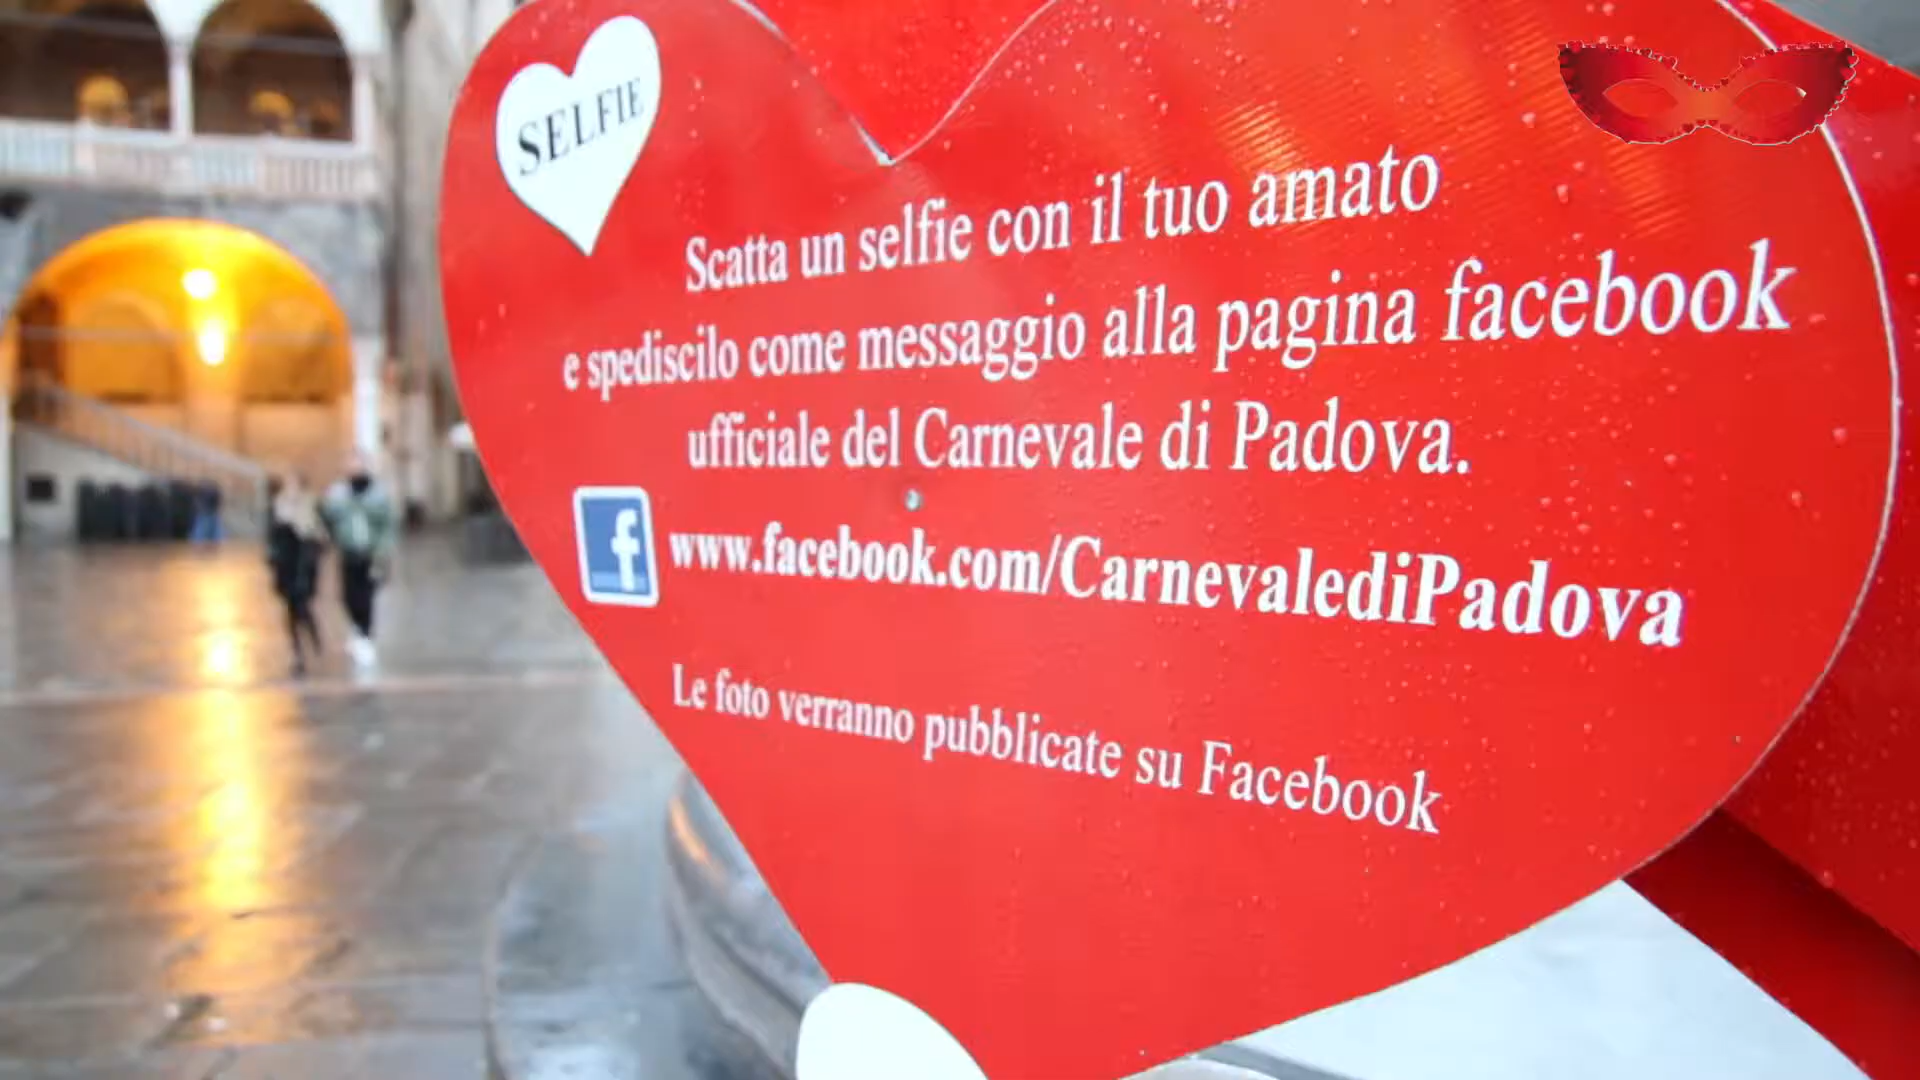 SELFIE
Scatta un selfie con il tuo amato
e spediscilo come messaggio alla pagina facebook
ufficiale del Carnevale di Padova.
f www.facebook.com/CarnevalediPadova
Le foto verranno pubblicate su Facebook